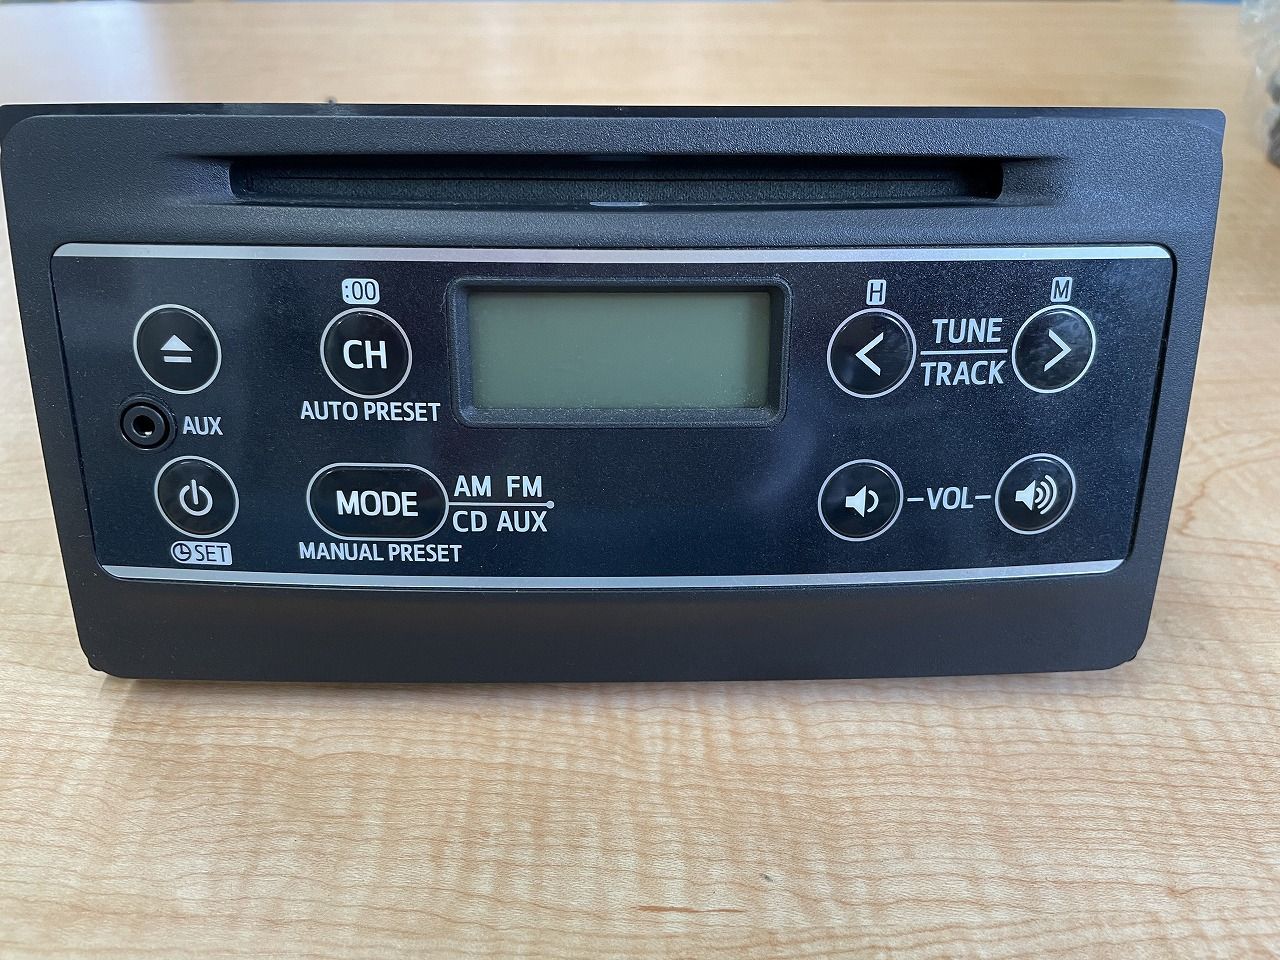 :00
H
M
CH
TUNE
TRACK
AUTO PRESET
AUX
MODE
AM FM
CD AUX
-VOL-
SET
MANUAL PRESET